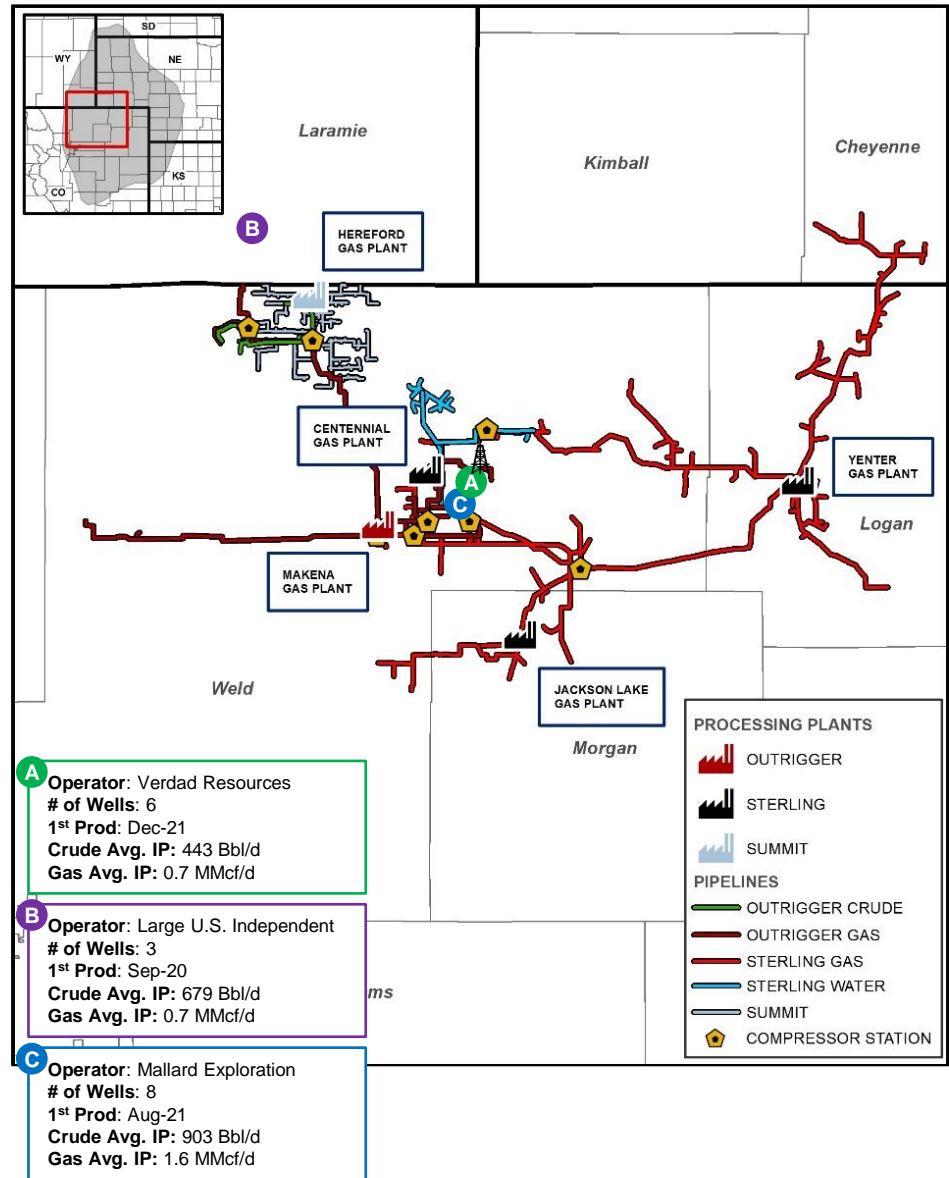 SD
WY
NE
CO
KS
Laramie
Kimball
Cheyenne
B
HEREFORD
GAS PLANT
CENTENNIAL
GAS PLANT
YENTER
GAS PLANT
A
C
Logan
MAKENA
GAS PLANT
Weld
JACKSON LAKE
GAS PLANT
Morgan
PROCESSING PLANTS
OUTRIGGER
STERLING
SUMMIT
PIPELINES
OUTRIGGER CRUDE
OUTRIGGER GAS
STERLING GAS
STERLING WATER
SUMMIT
COMPRESSOR STATION
A
Operator: Verdad Resources
# of Wells: 6
1st Prod: Dec-21
Crude Avg. IP: 443 Bbl/d
Gas Avg. IP: 0.7 MMcf/d
B
Operator: Large U.S. Independent
# of Wells: 3
1st Prod: Sep-20
Crude Avg. IP: 679 Bbl/d
Gas Avg. IP: 0.7 MMcf/d
ms
C
Operator: Mallard Exploration
# of Wells: 8
1st Prod: Aug-21
Crude Avg. IP: 903 Bbl/d
Gas Avg. IP: 1.6 MMcf/d